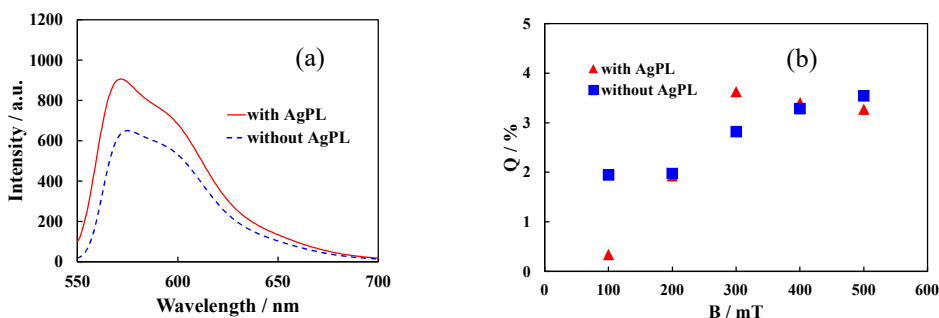 1200
1000
800
600
400
200
0
550
600
650
700
Intensity / a.u.
Wavelength / nm
(a)
with AgPL
without AgPL
5
4
3
2
1
0
0
100
200
300
400
500
600
Q / %
B / mT
with AgPL
without AgPL
(b)